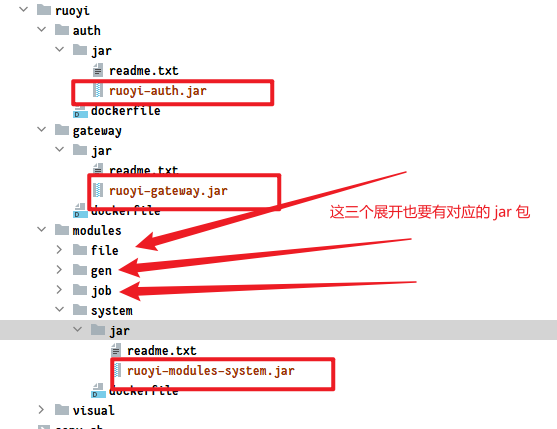 ruoyi
auth
jar
readme.txt
ruoyi-auth.jar
dockerfile
gateway
jar
readme.txt
ruoyi-gateway.jar
dockerfile
这三个展开也要有对应的 jar 包
modules
file
gen
job
system
jar
readme.txt
ruoyi-modules-system.jar
dockerfile
visual